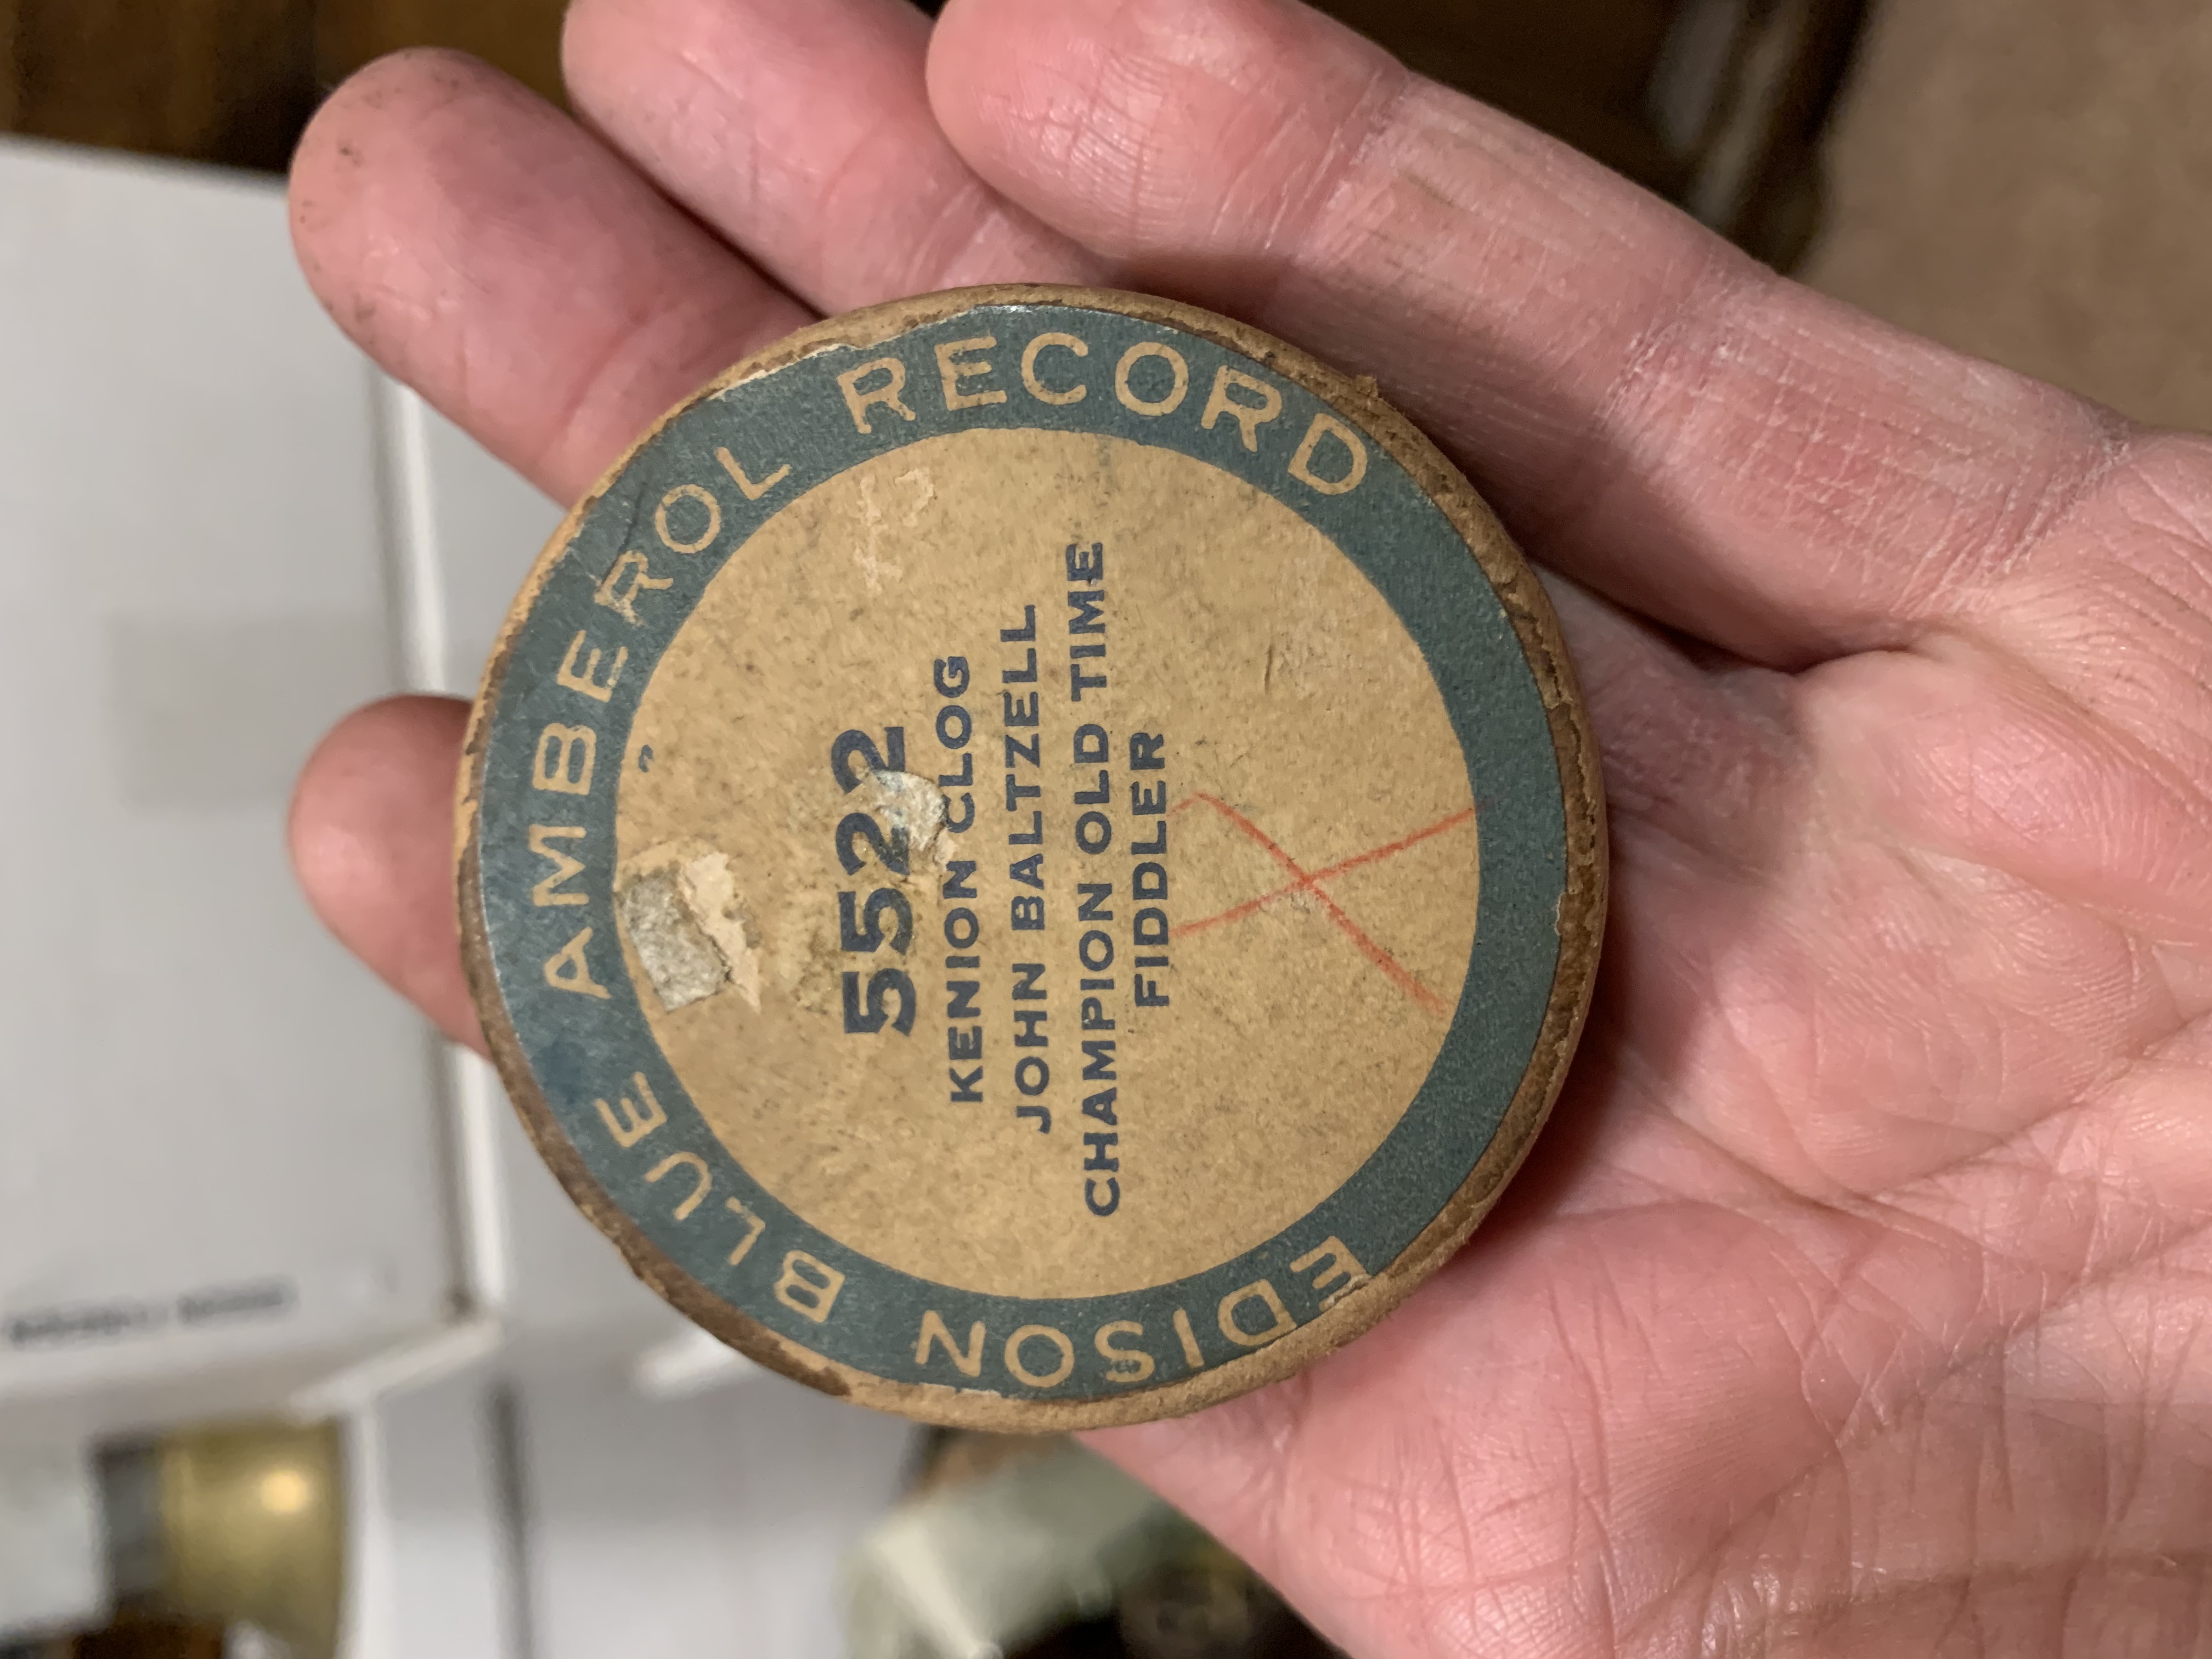 EDISON BLUE AMBEROL RECORD
5522
KENION CLOG
JOHN BALTZELL
CHAMPION OLD TIME
FIDDLER